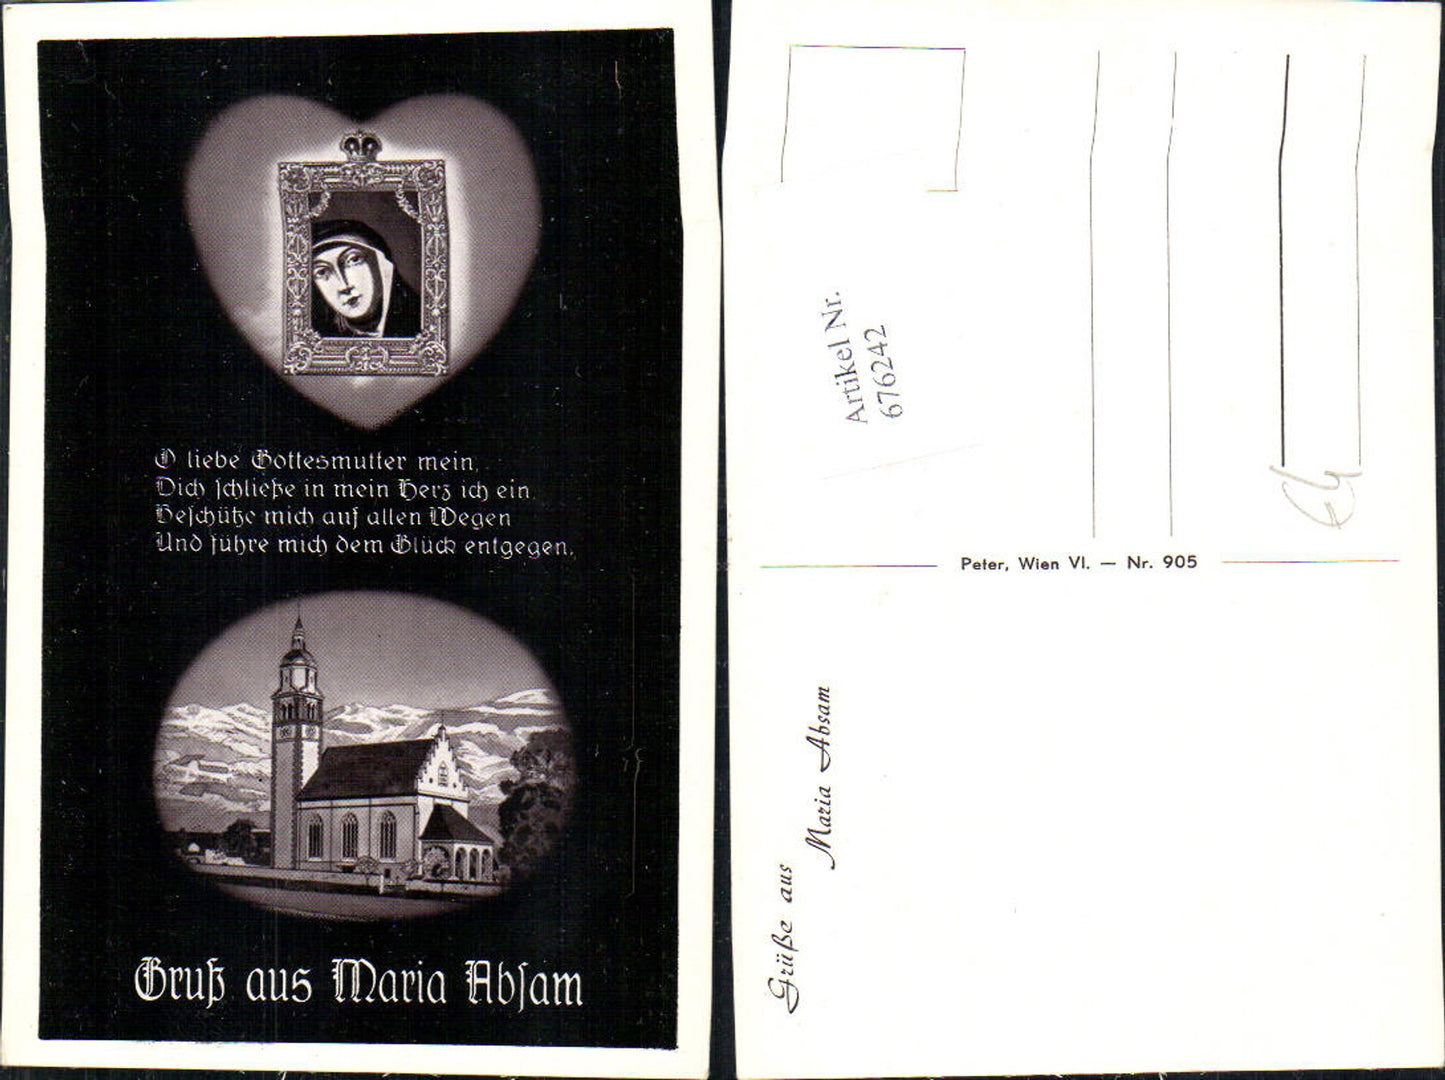 O liebe Gottesmutter mein,
Dich schließe in mein Herz ich ein.
Beschütze mich auf allen Wegen
Und führe mich dem Glück entgegen.
Gruß aus Maria Absam
Artikel Nr.
676242
Peter, Wien VI. — Nr. 905
Grüße aus
Maria Absam